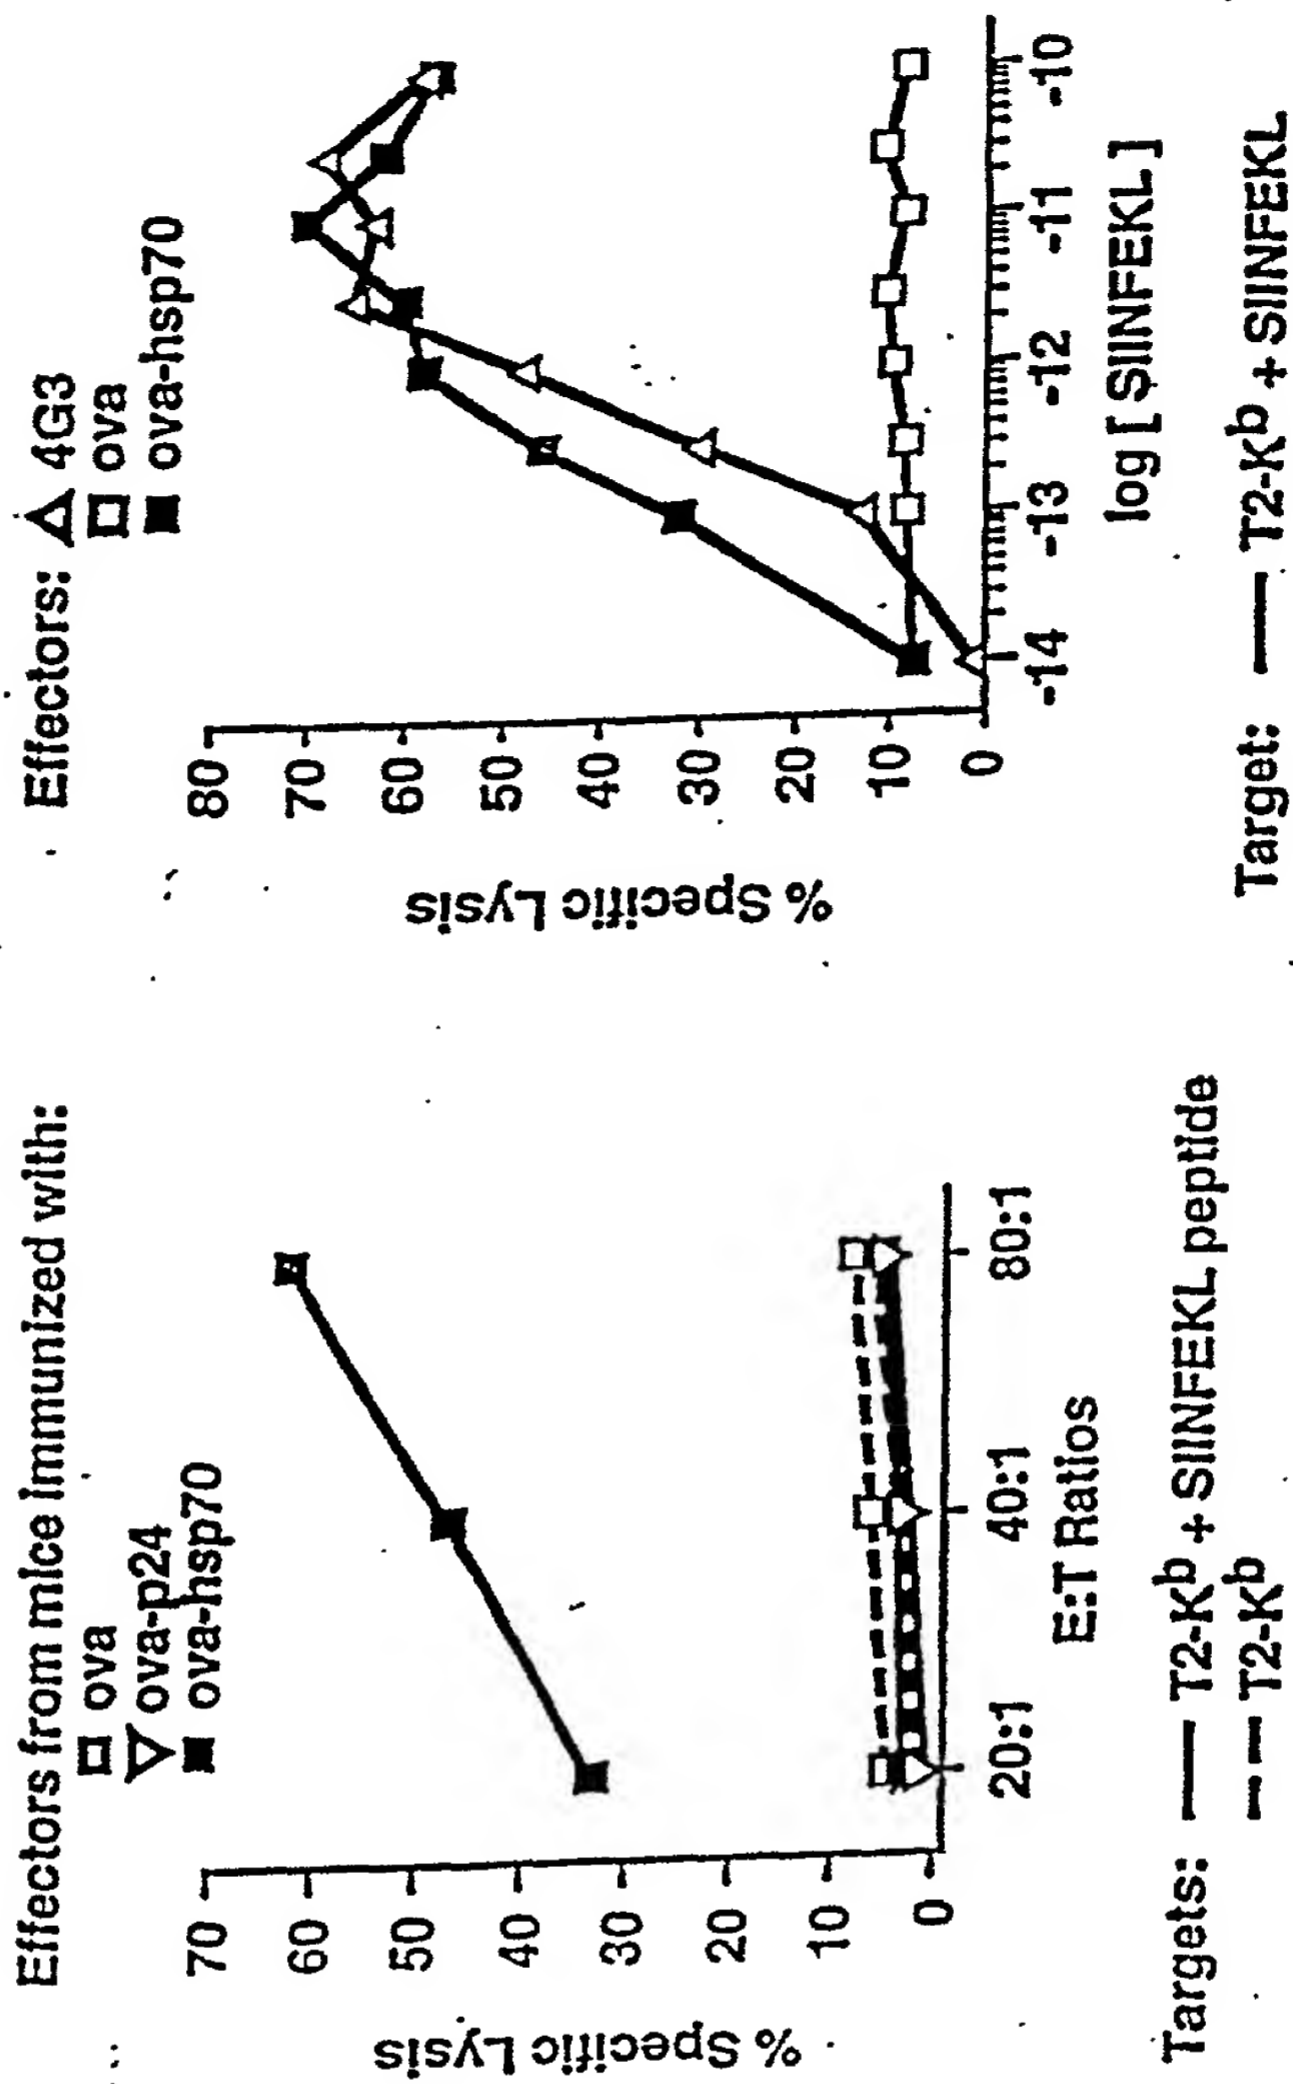 Effectors from mice immunized with:
ova
ova-p24
ova-hsp70
% Specific Lysis
70
60
50
40
30
20
10
0
20:1
40:1
80:1
E:T Ratios
Targets: — T2-Kb + SIINFEKL peptide
-- T2-Kb
Effectors: 4G3
ova
ova-hsp70
% Specific Lysis
80
70
60
50
40
30
20
10
0
-14
-13
-12
-11
-10
log [ SIINFEKL ]
Target: — T2-Kb + SIINFEKL